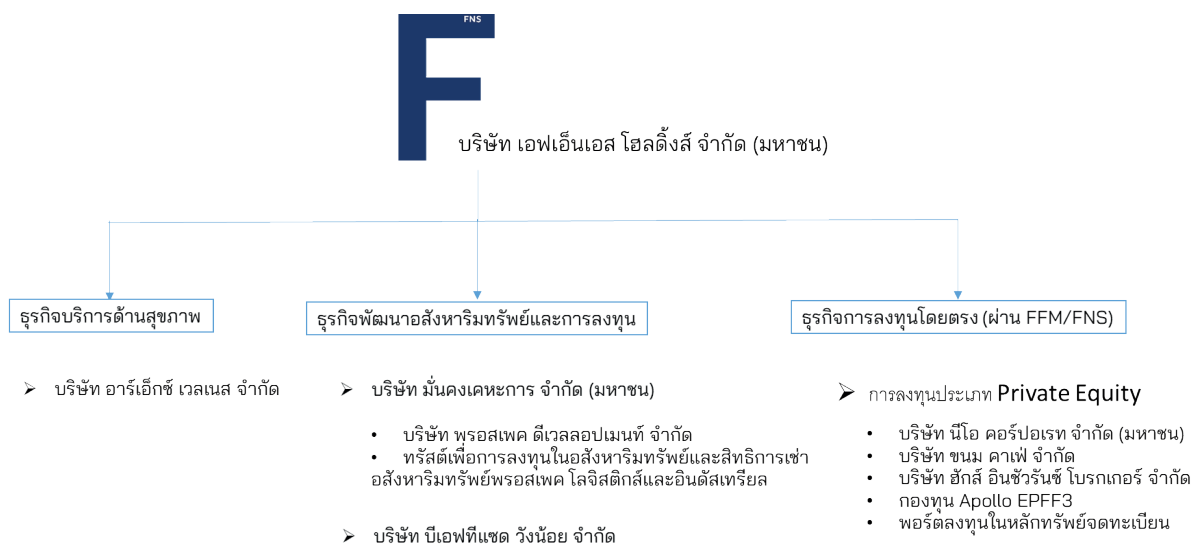 FNS
F
บริษัท เอฟเอ็นเอส โฮลดิ้งส์ จำกัด (มหาชน)
ธุรกิจบริการด้านสุขภาพ
➢ บริษัท อาร์เอ็กซ์ เวลเนส จำกัด
ธุรกิจพัฒนาอสังหาริมทรัพย์และการลงทุน
➢ บริษัท มั่นคงเคหะการ จำกัด (มหาชน)
• บริษัท พรอสเพค ดีเวลลอปเมนท์ จำกัด
• ทรัสต์เพื่อการลงทุนในอสังหาริมทรัพย์และสิทธิการเช่า
อสังหาริมทรัพย์พรอสเพค โลจิสติกส์และอินดัสเทรียล
➢ บริษัท บีเอฟทีแซด วังน้อย จำกัด
ธุรกิจการลงทุนโดยตรง (ผ่าน FFM/FNS)
➢ การลงทุนประเภท Private Equity
• บริษัท นีโอ คอร์ปอเรท จำกัด (มหาชน)
• บริษัท ขนม คาเฟ่ จำกัด
• บริษัท ฮักส์ อินชัวรันซ์ โบรกเกอร์ จำกัด
• กองทุน Apollo EPFF3
• พอร์ตลงทุนในหลักทรัพย์จดทะเบียน